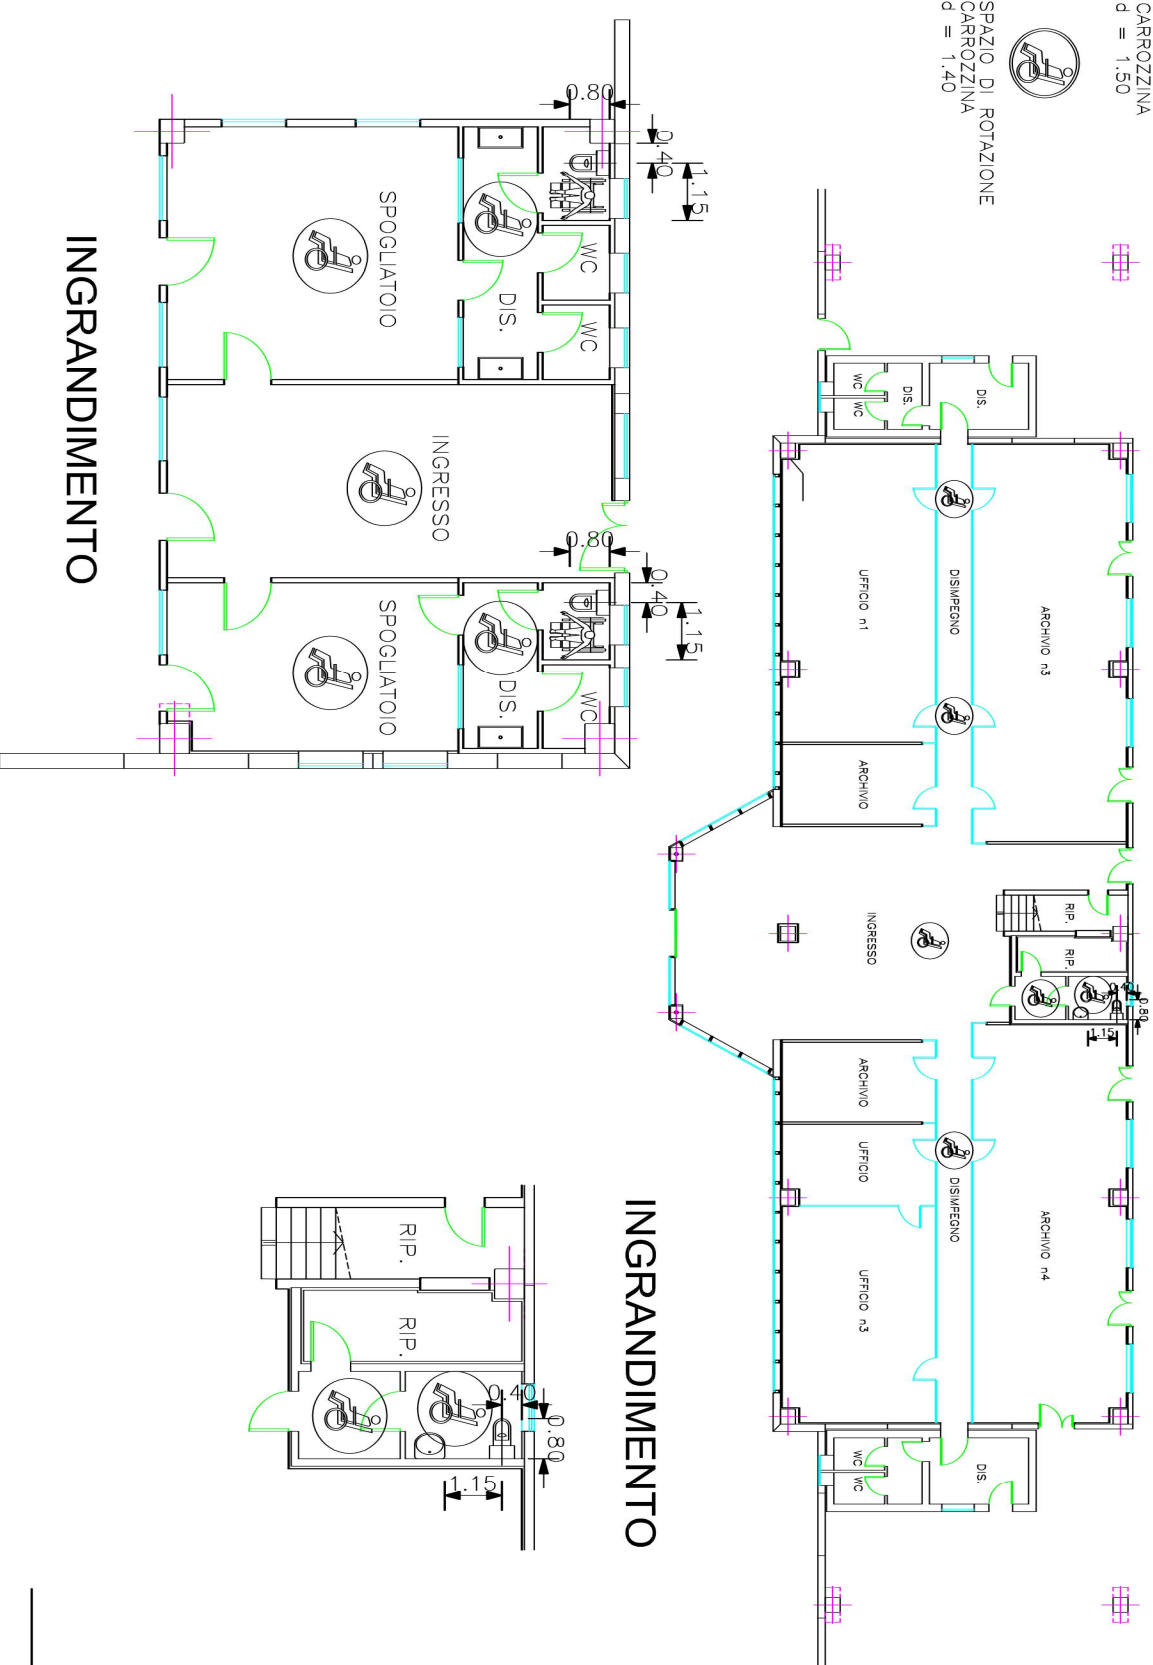 CARROZZINA
d = 1.50
SPAZIO DI ROTAZIONE
CARROZZINA
d = 1.40
WC
WC
DIS.
DIS.
UFFICIO n1
DISIMPEGNO
ARCHIVIO n3
ARCHIVIO
INGRESSO
RIP.
RIP.
0.40
0.80
1.15
ARCHIVIO
UFFICIO
DISIMPEGNO
ARCHIVIO n4
UFFICIO n3
WC
WC
DIS.
0.80
0.40
1.15
SPOGLIATOIO
DIS.
WC
WC
INGRESSO
0.80
0.40
1.15
SPOGLIATOIO
DIS.
WC
INGRANDIMENTO
RIP.
RIP.
0.40
0.80
1.15
INGRANDIMENTO